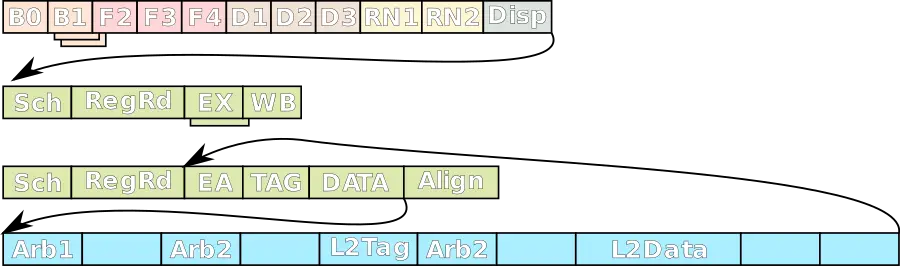 B0 B1 F2 F3 F4 D1 D2 D3 RN1 RN2 Disp
Sch RegRd EX WB
Sch RegRd EA TAG DATA Align
Arb1 Arb2 L2Tag Arb2 L2Data